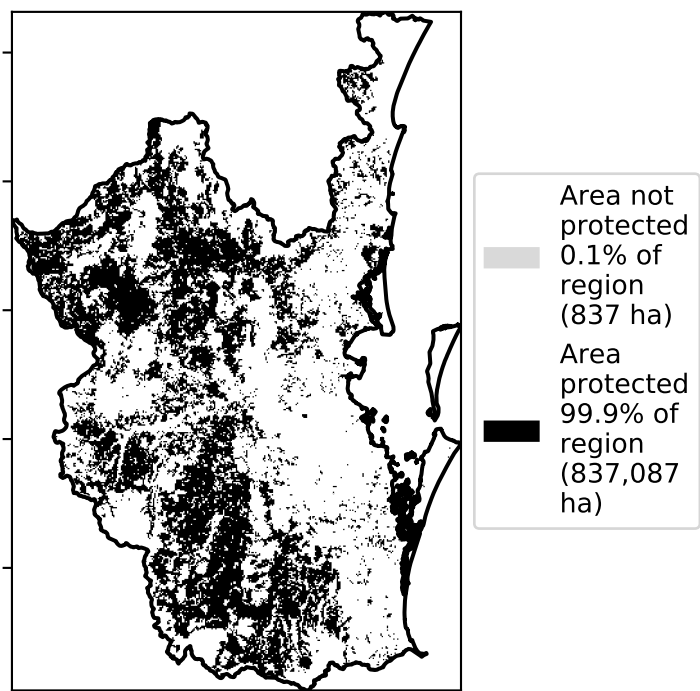 Area not
protected
0.1% of
region
(837 ha)
Area
protected
99.9% of
region
(837,087
ha)